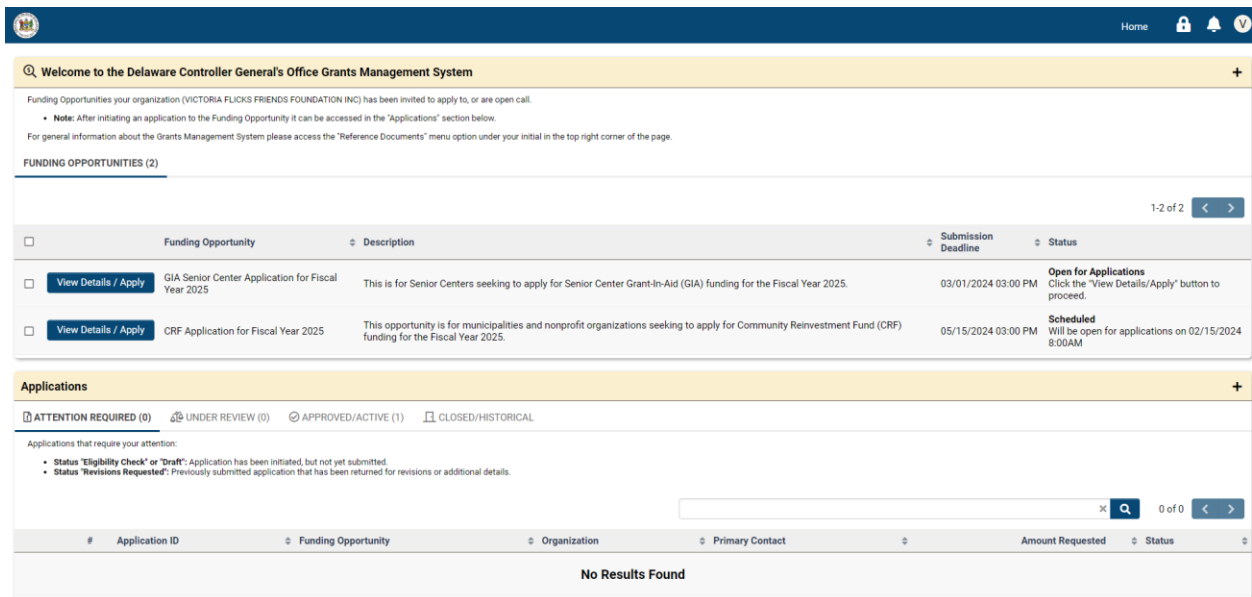 Home
V
Welcome to the Delaware Controller General's Office Grants Management System
+
Funding Opportunities your organization (VICTORIA FLICKS FRIENDS FOUNDATION INC) has been invited to apply to, or are open call.
• Note: After initiating an application to the Funding Opportunity it can be accessed in the "Applications" section below.
For general information about the Grants Management System please access the "Reference Documents" menu option under your initial in the top right corner of the page.
FUNDING OPPORTUNITIES (2)
1-2 of 2 < >
Funding Opportunity Description Submission Deadline Status
View Details / Apply GIA Senior Center Application for Fiscal Year 2025 This is for Senior Centers seeking to apply for Senior Center Grant-In-Aid (GIA) funding for the Fiscal Year 2025. 03/01/2024 03:00 PM Open for Applications
Click the "View Details/Apply" button to
proceed.
View Details / Apply CRF Application for Fiscal Year 2025 This opportunity is for municipalities and nonprofit organizations seeking to apply for Community Reinvestment Fund (CRF)
funding for the Fiscal Year 2025. 05/15/2024 03:00 PM Scheduled
Will be open for applications on 02/15/2024
8:00AM
Applications
+
ATTENTION REQUIRED (0) UNDER REVIEW (0) APPROVED/ACTIVE (1) CLOSED/HISTORICAL
Applications that require your attention:
• Status "Eligibility Check" or "Draft": Application has been initiated, but not yet submitted.
• Status "Revisions Requested": Previously submitted application that has been returned for revisions or additional details.
× 0 of 0 < >
# Application ID Funding Opportunity Organization Primary Contact Amount Requested Status
No Results Found